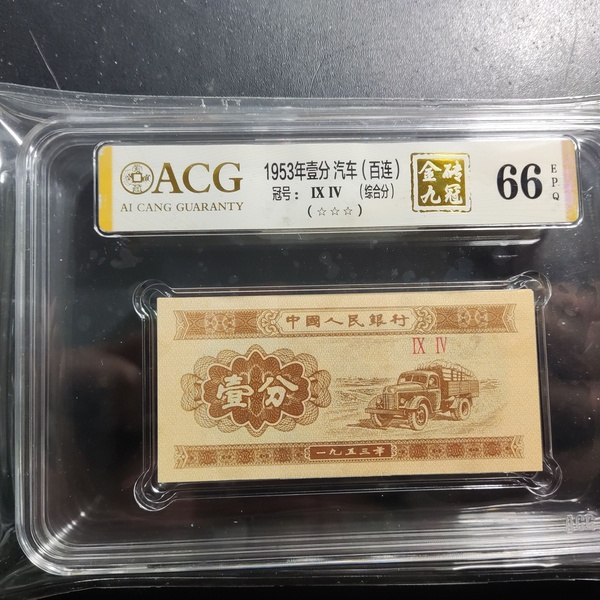 ACG
AI CANG GUARANTY
1953年壹分 汽车（百连）
冠号： IX IV （综合分）
（☆☆☆）
金砖
九冠
66
EPQ
中國人民銀行
IX IV
壹分
一九五三年